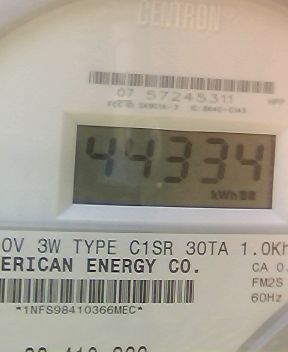 CENTRON
07 57245311
44334
kWh
0V 3W TYPE C1SR 30TA 1.0Kh
ERICAN ENERGY CO.
CA 0.
FM2S
60Hz
*1NFS98410366MEC*